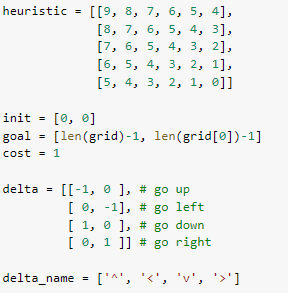 heuristic = [[9, 8, 7, 6, 5, 4],
             [8, 7, 6, 5, 4, 3],
             [7, 6, 5, 4, 3, 2],
             [6, 5, 4, 3, 2, 1],
             [5, 4, 3, 2, 1, 0]]

init = [0, 0]
goal = [len(grid)-1, len(grid[0])-1]
cost = 1

delta = [[-1, 0 ], # go up
         [ 0, -1], # go left
         [ 1, 0 ], # go down
         [ 0, 1 ]] # go right

delta_name = ['^', '<', 'v', '>']